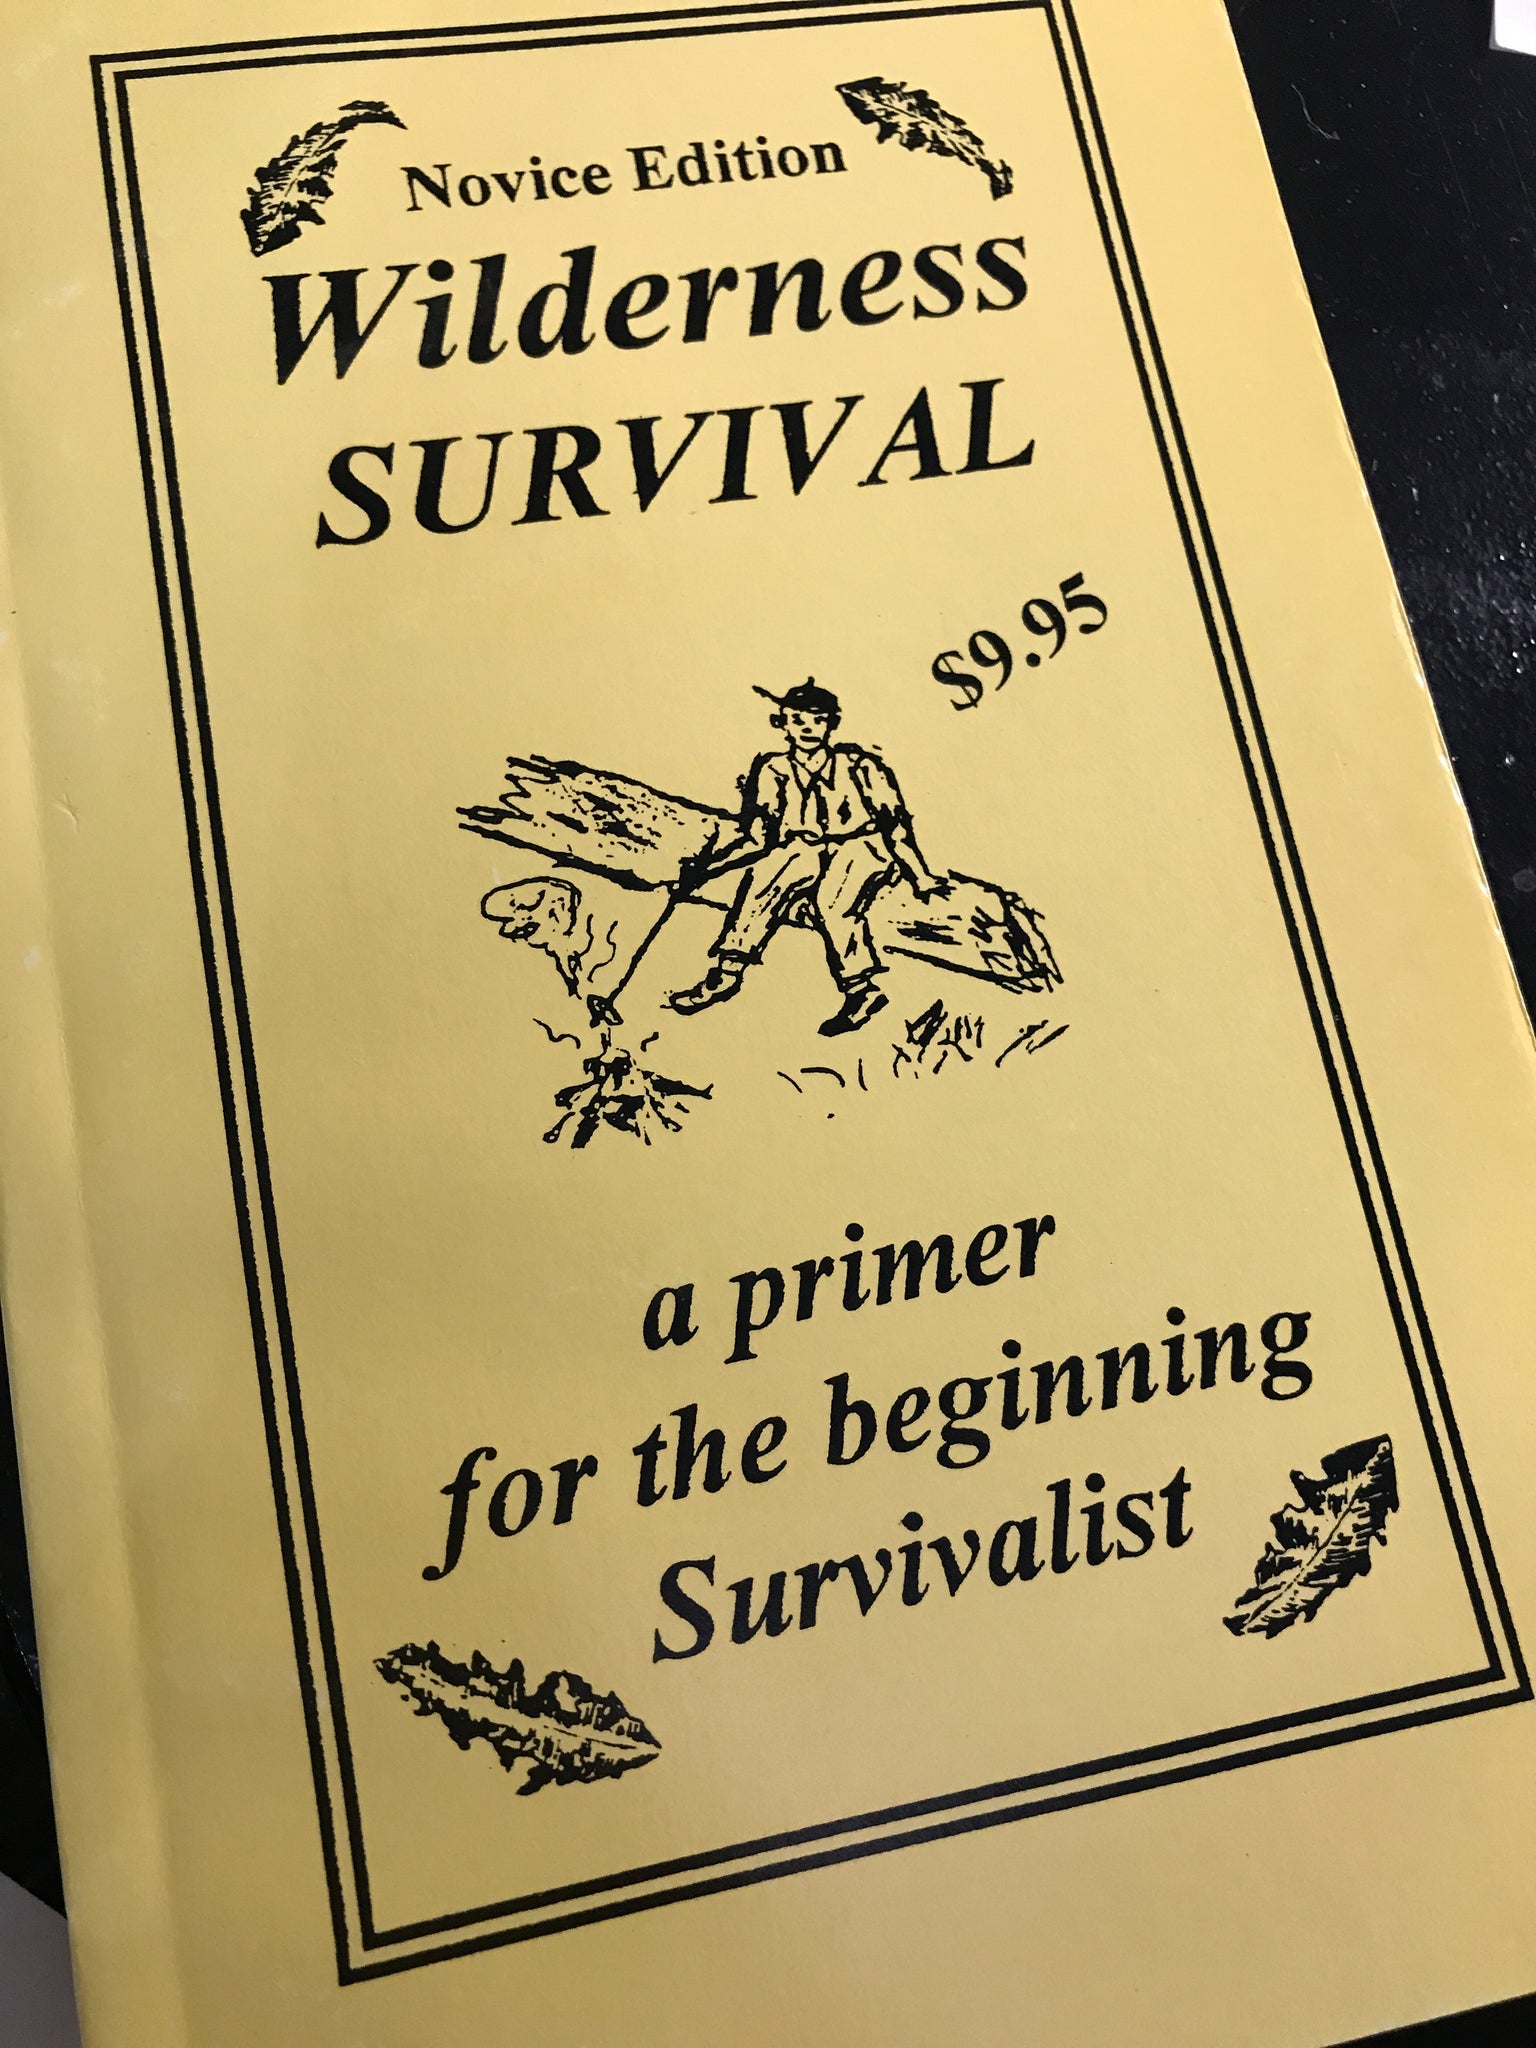 Novice Edition
Wilderness
SURVIVAL
$9.95
a primer
for the beginning
Survivalist